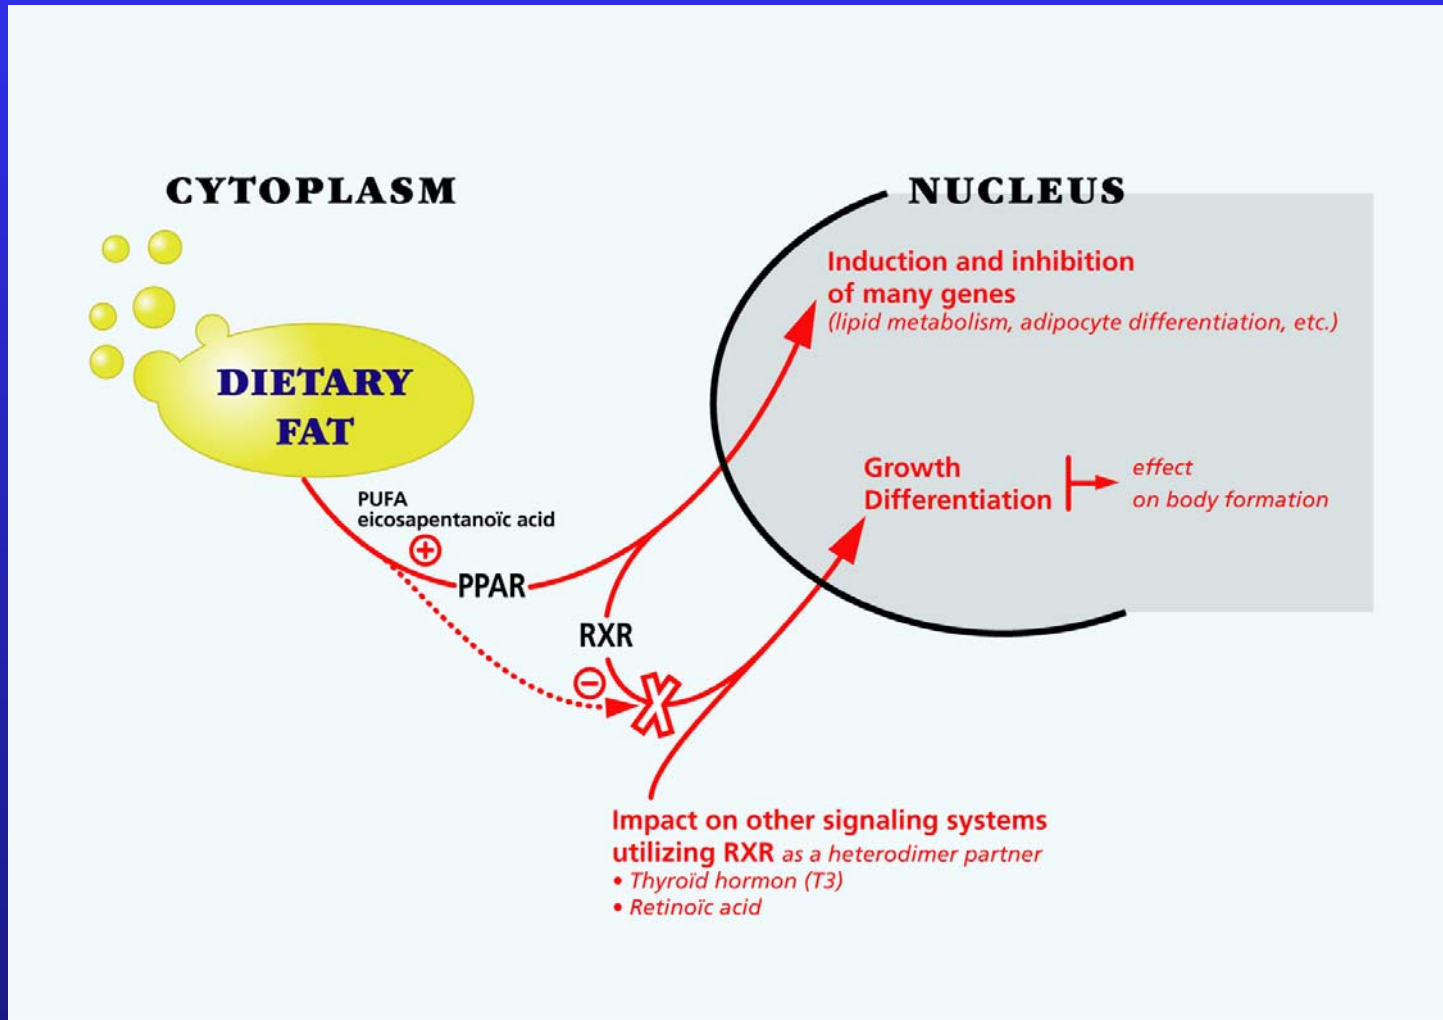 CYTOPLASM
NUCLEUS
Induction and inhibition
of many genes
(lipid metabolism, adipocyte differentiation, etc.)
DIETARY
FAT
Growth
Differentiation
effect
on body formation
PUFA
eicosapentanoïc acid
+
PPAR
RXR
−
X
Impact on other signaling systems
utilizing RXR as a heterodimer partner
• Thyroïd hormon (T3)
• Retinoïc acid